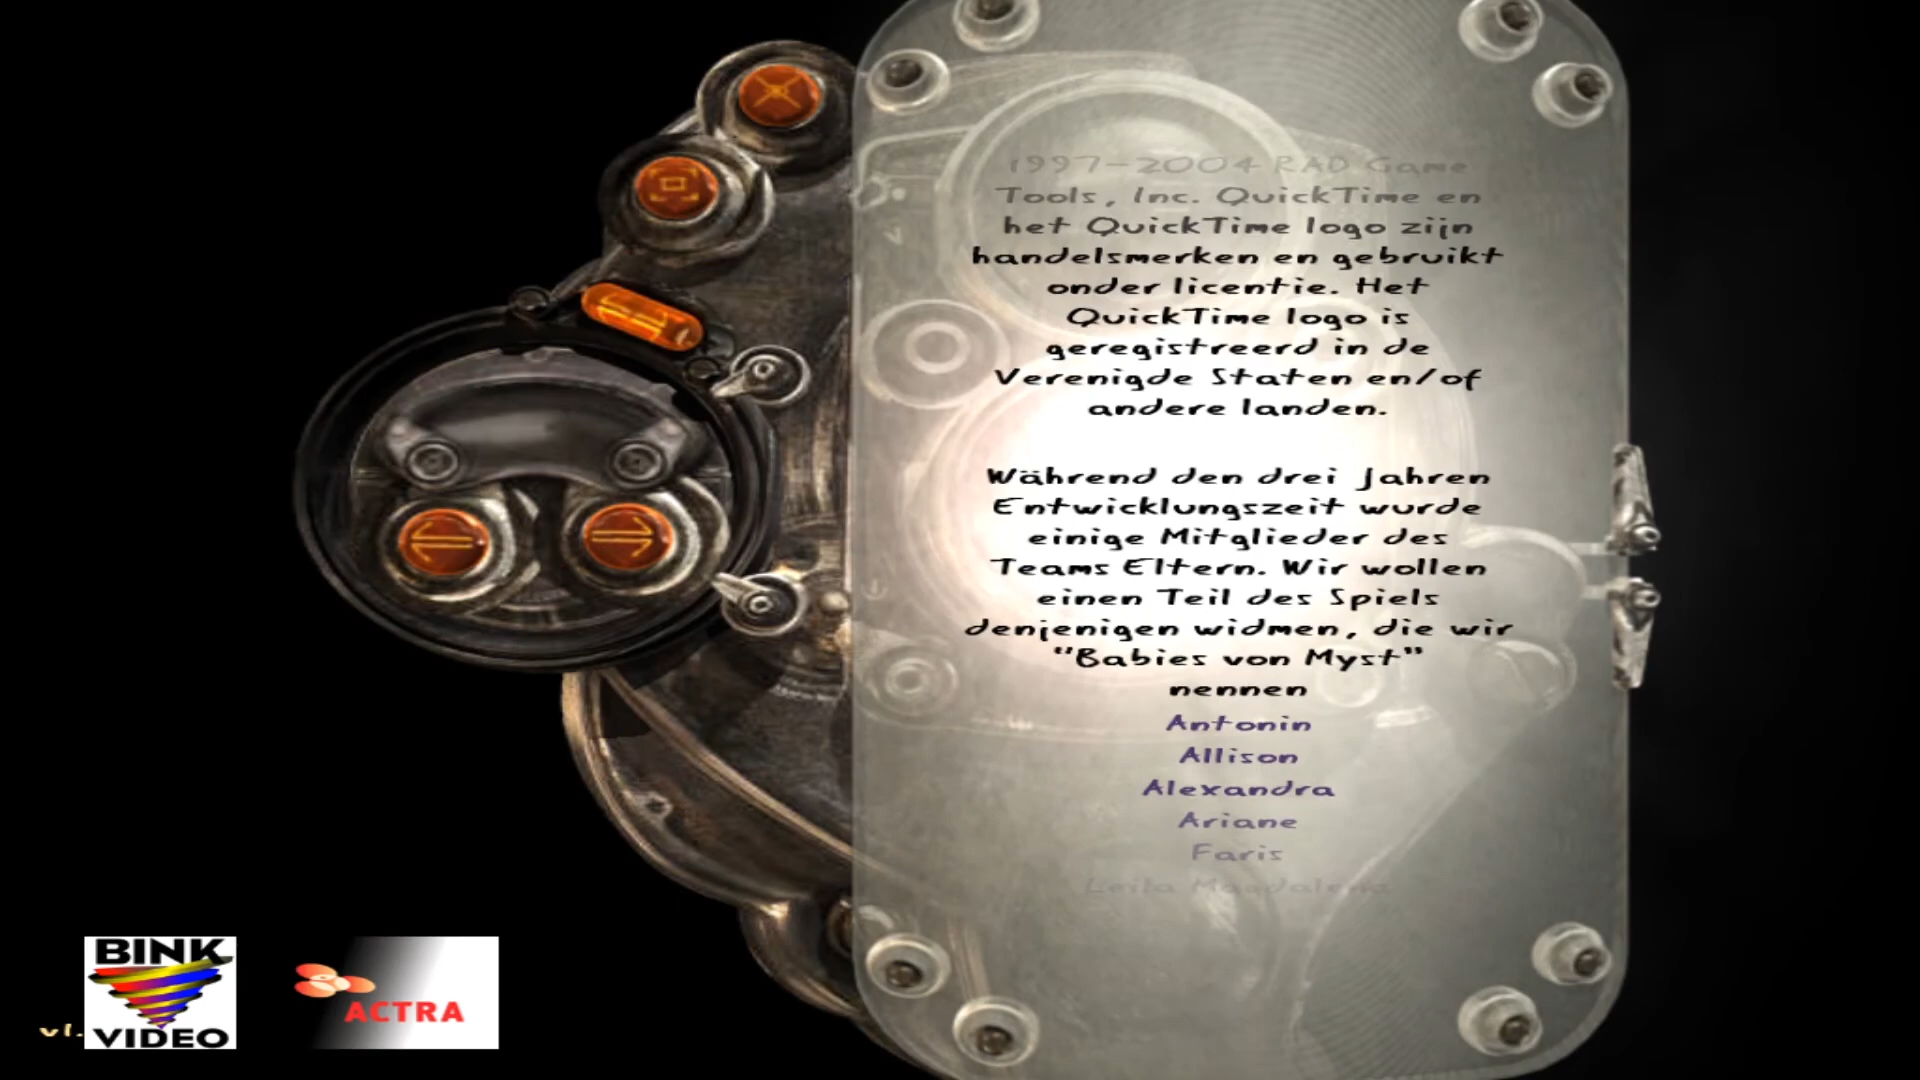 1997-2004 RAD Game
Tools, Inc. QuickTime en
het QuickTime logo zijn
handelsmerken en gebruikt
onder licentie. Het
QuickTime logo is
geregistreerd in de
Verenigde Staten en/of
andere landen.
Während den drei Jahren
Entwicklungszeit wurde
einige Mitglieder des
Teams Eltern. Wir wollen
einen Teil des Spiels
denjenigen widmen, die wir
"Babies von Myst"
nennen
Antonin
Allison
Alexandra
Ariane
Faris
Leila Magdalena
v1.
BINK
VIDEO
ACTRA